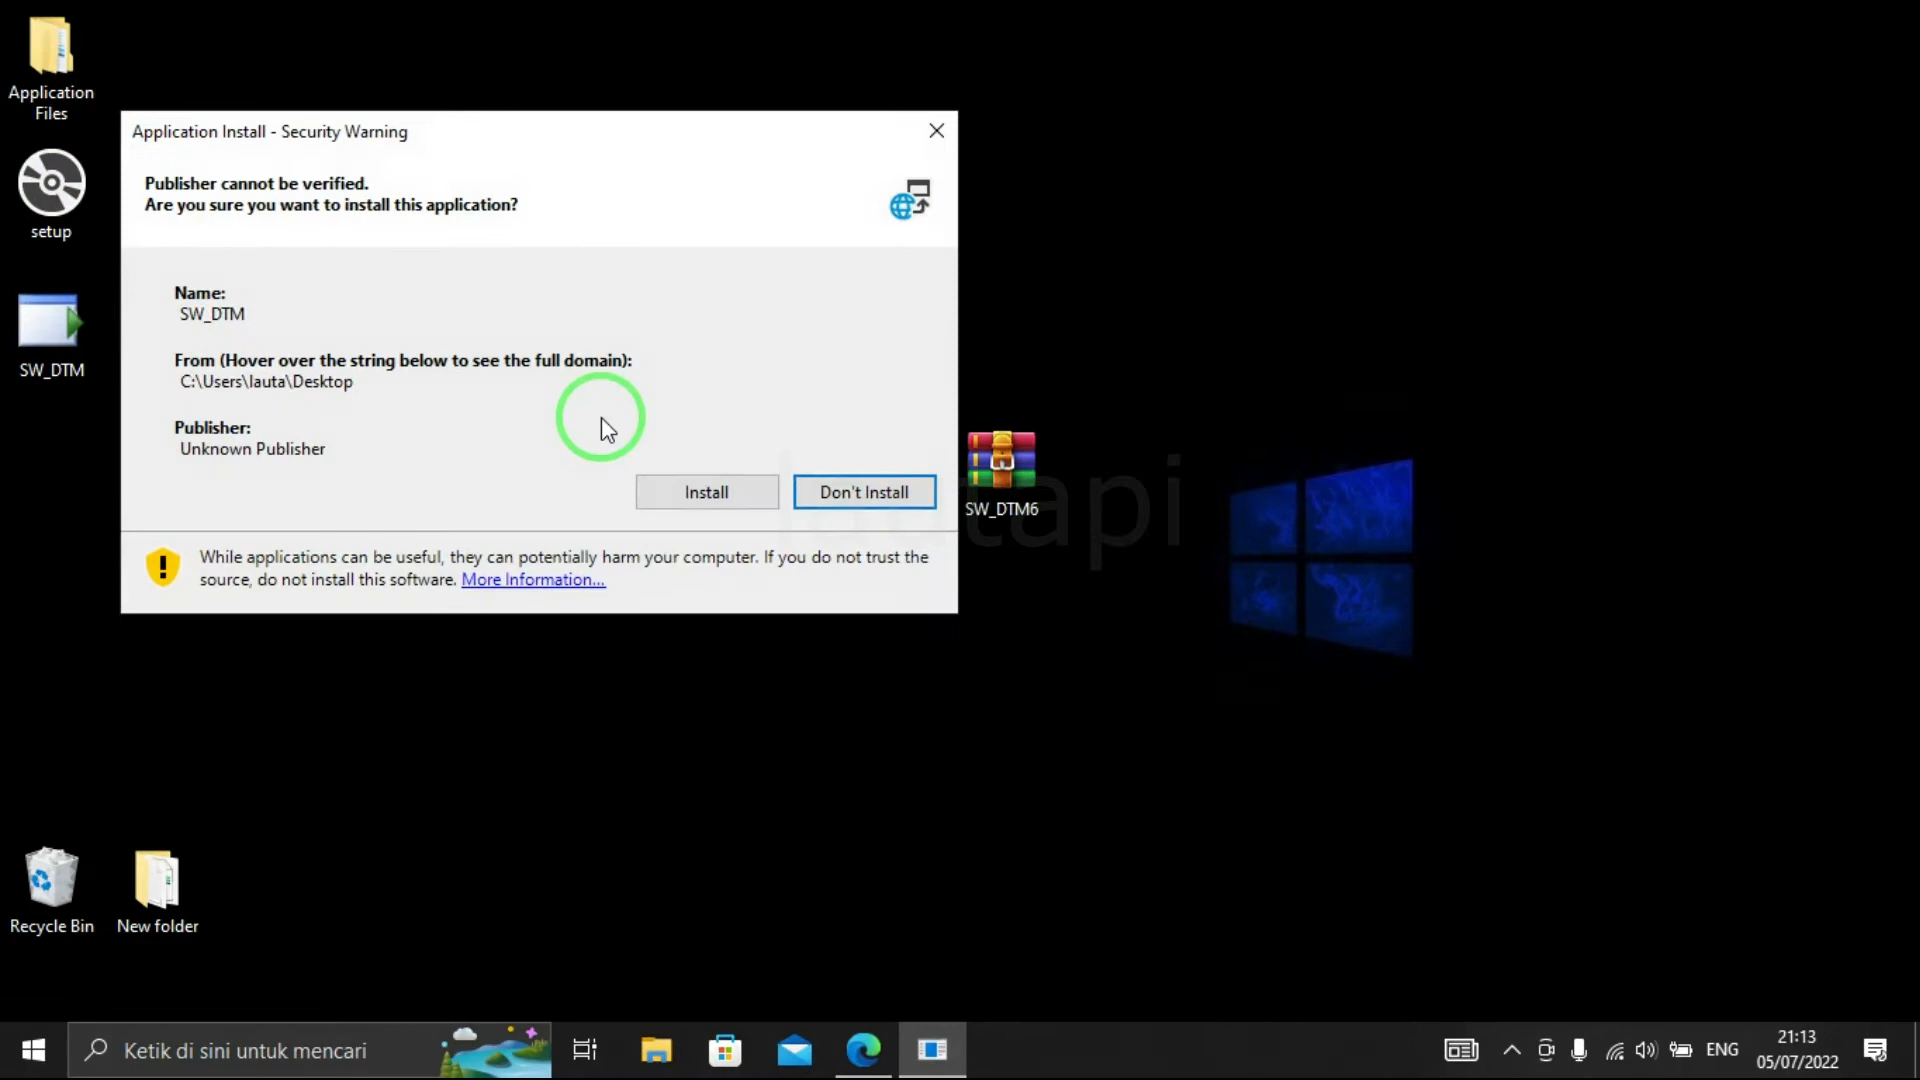 Application
Files
setup
SW_DTM
Application Install - Security Warning
Publisher cannot be verified.
Are you sure you want to install this application?
Name:
SW_DTM
From (Hover over the string below to see the full domain):
C:\Users\lauta\Desktop
Publisher:
Unknown Publisher
Install
Don't Install
While applications can be useful, they can potentially harm your computer. If you do not trust the
source, do not install this software. More Information...
SW_DTM6
Recycle Bin
New folder
Ketik di sini untuk mencari
ENG
21:13
05/07/2022